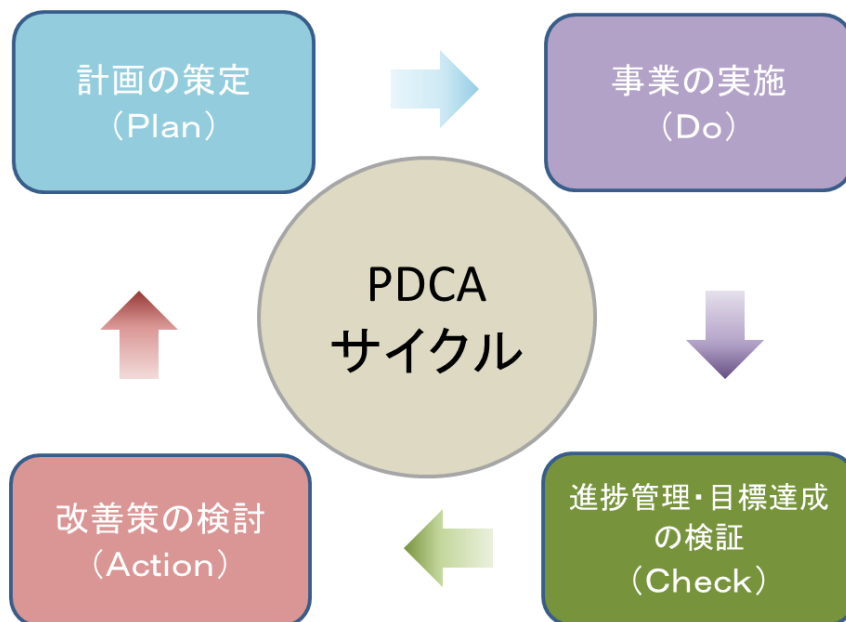 計画の策定
（Plan）
事業の実施
（Do）
PDCA
サイクル
改善策の検討
（Action）
進捗管理・目標達成
の検証
（Check）